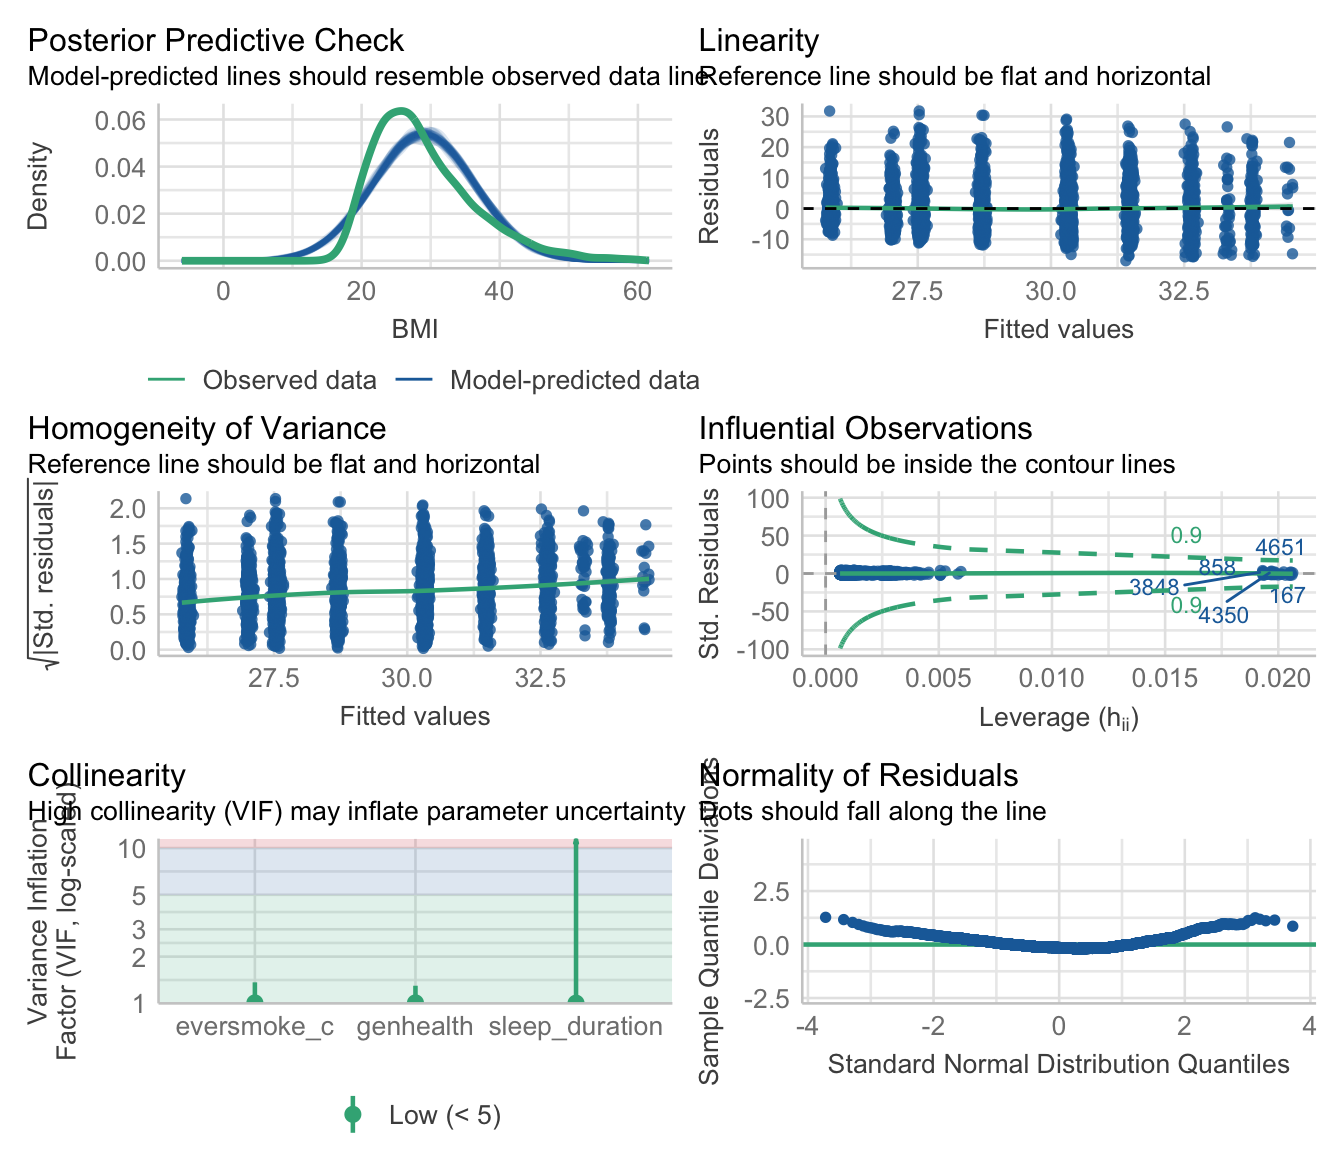 Posterior Predictive Check
Model-predicted lines should resemble observed data line
Density
0.06
0.04
0.02
0.00
0
20
40
60
BMI
Observed data
Model-predicted data
Linearity
Reference line should be flat and horizontal
Residuals
30
20
10
0
-10
27.5
30.0
32.5
Fitted values
Homogeneity of Variance
Reference line should be flat and horizontal
√|Std. residuals|
2.0
1.5
1.0
0.5
0.0
27.5
30.0
32.5
Fitted values
Influential Observations
Points should be inside the contour lines
Std. Residuals
100
50
0
-50
-100
0.9
4651
858
3848
167
0.9
4350
0.000
0.005
0.010
0.015
0.020
Leverage (hii)
Collinearity
High collinearity (VIF) may inflate parameter uncertainty
Variance Inflation
Factor (VIF, log-scaled)
10
5
3
2
1
eversmoke_c
genhealth
sleep_duration
Low (< 5)
Normality of Residuals
Dots should fall along the line
Sample Quantile Deviations
2.5
0.0
-2.5
-4
-2
0
2
4
Standard Normal Distribution Quantiles